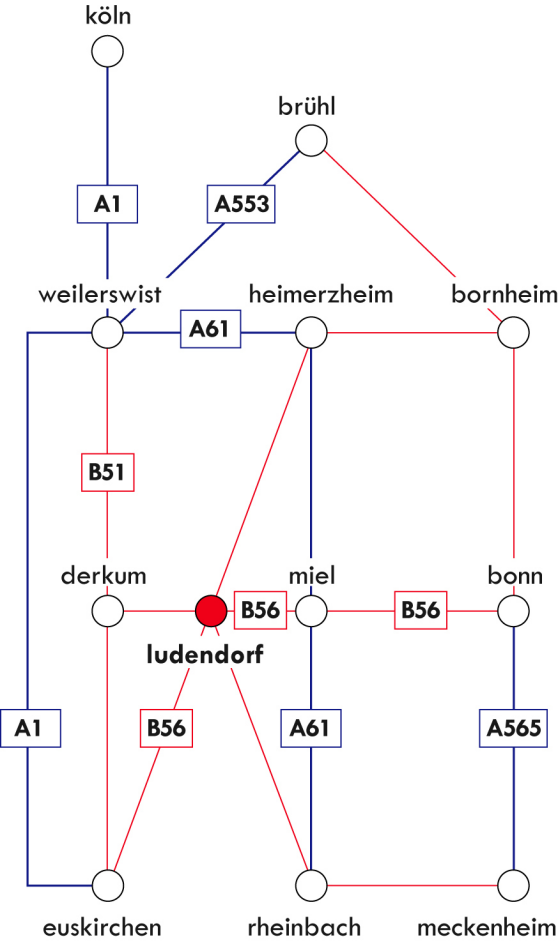 köln
brühl
A1
A553
weilerswist
heimerzheim
bornheim
A61
B51
derkum
miel
bonn
B56
B56
ludendorf
A1
B56
A61
A565
euskirchen
rheinbach
meckenheim